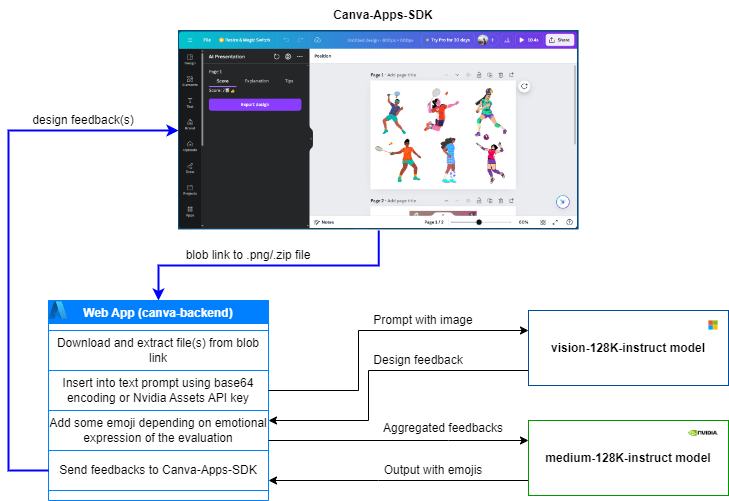 Canva-Apps-SDK
File
Resize & Magic Switch
Untitled design - 600px × 600px
Try Pro for 30 days
10.4s
Share
Design
Elements
Text
Brand
Uploads
Draw
Projects
Apps
AI Presentation
Page 1
Score
Explanation
Tips
Export design
Position
Page 1 - Add page title
Page 2 - Add page title
Notes
Page 1 / 2
60%
design feedback(s)
blob link to .png/.zip file
Web App (canva-backend)
Download and extract file(s) from blob
link
Insert into text prompt using base64
encoding or Nvidia Assets API key
Add some emoji depending on emotional
expression of the evaluation
Send feedbacks to Canva-Apps-SDK
Prompt with image
Design feedback
Aggregated feedbacks
Output with emojis
vision-128K-instruct model
NVIDIA
medium-128K-instruct model